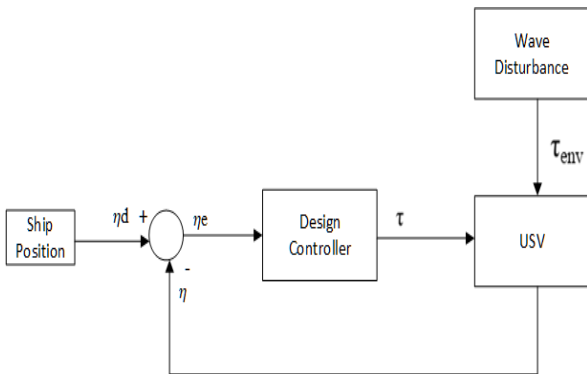 Wave
Disturbance
τenv
Ship
Position
ηd +
ηe
Design
Controller
τ
USV
-
η